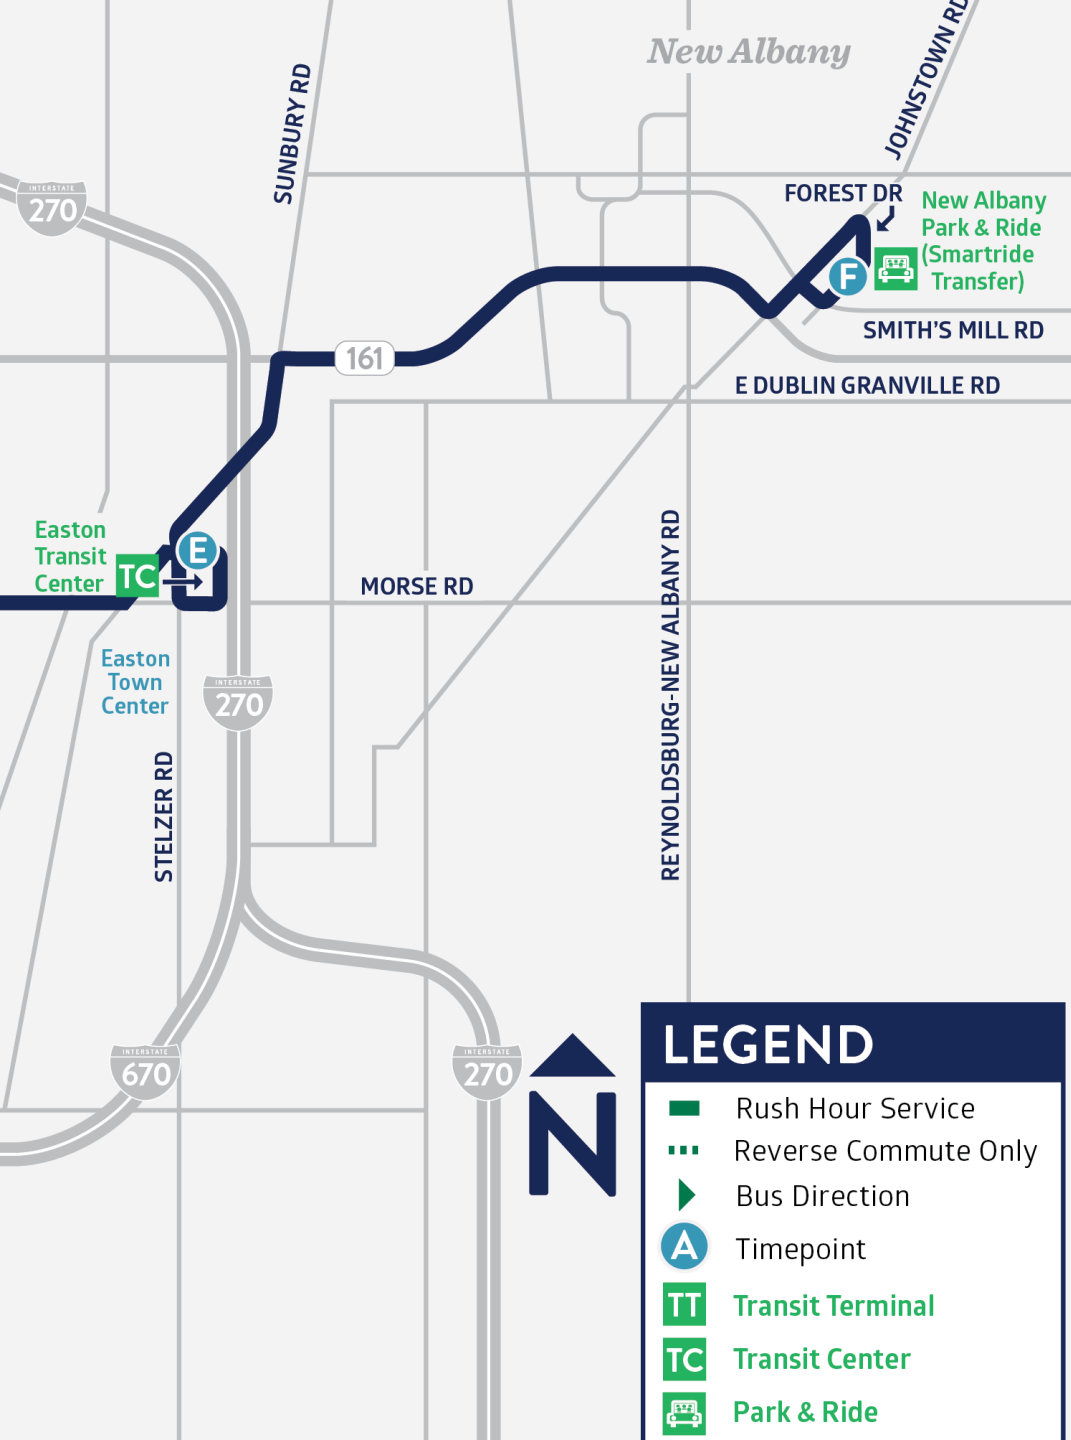 New Albany
JOHNSTOWN RD
SUNBURY RD
INTERSTATE
270
FOREST DR
New Albany
Park & Ride
(Smartride
Transfer)
F
SMITH'S MILL RD
161
E DUBLIN GRANVILLE RD
Easton
Transit
Center
TC
E
MORSE RD
REYNOLDSBURG-NEW ALBANY RD
Easton
Town
Center
INTERSTATE
270
STELZER RD
INTERSTATE
670
INTERSTATE
270
N
LEGEND
Rush Hour Service
Reverse Commute Only
Bus Direction
A Timepoint
TT Transit Terminal
TC Transit Center
Park & Ride